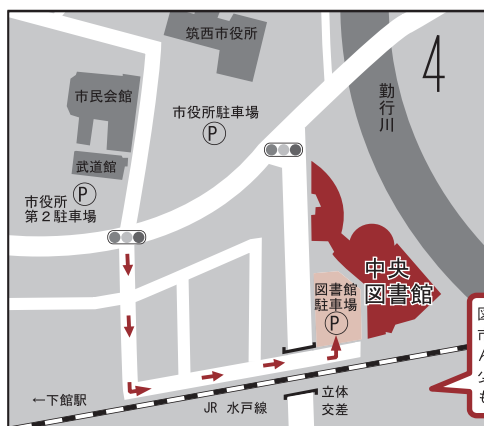 筑西市役所
市民会館
市役所駐車場
P
勤行川
武道館
市役所
第2駐車場
P
中央
図書館
図書館
駐車場
P
←下館駅
JR 水戸線
立体
交差